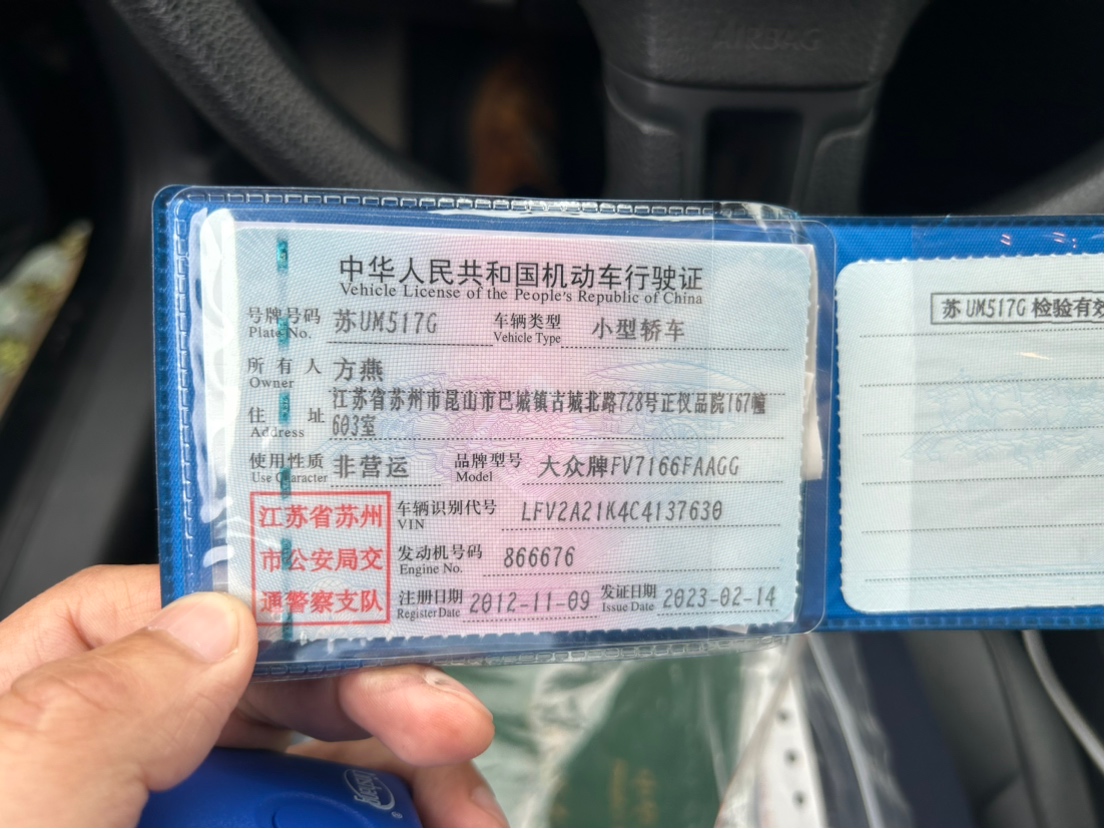 AIRBAG
中华人民共和国机动车行驶证
Vehicle License of the People's Republic of China
号牌号码 苏UM517G 车辆类型 小型轿车
Plate No. Vehicle Type
所有人 方燕
Owner
住址 江苏省苏州市昆山市巴城镇古城北路728号正仪品院167幢
Address 603室
使用性质 非营运 品牌型号 大众牌FV7166FAAGG
Use Character Model
江苏省苏州
市公安局交
通警察支队
车辆识别代号 LFV2A21K4C4137630
VIN
发动机号码 866676
Engine No.
注册日期 2012-11-09 发证日期 2023-02-14
Register Date Issue Date
苏UM517G 检验有效